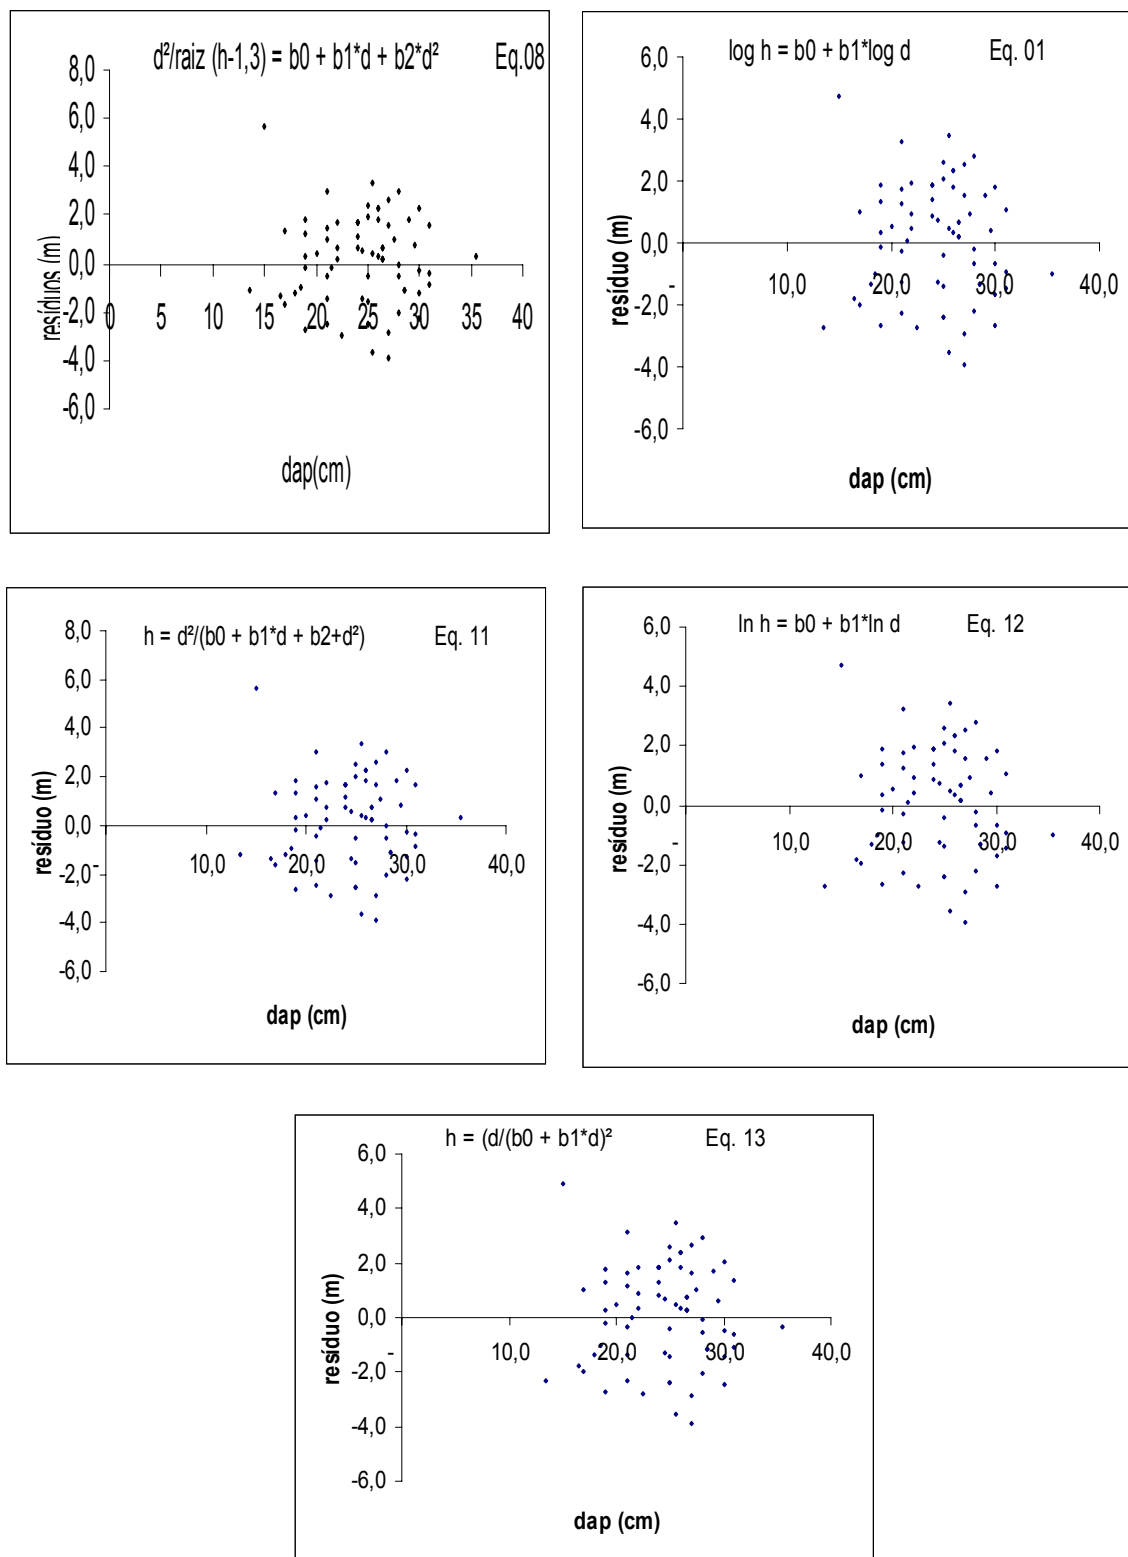 d²/raiz (h-1,3) = b0 + b1*d + b2*d² Eq.08
8,0
6,0
4,0
2,0
0,0
-2,0
-4,0
-6,0
0 5 10 15 20 25 30 35 40
resíduos (m)
dap(cm)
log h = b0 + b1*log d Eq. 01
6,0
4,0
2,0
0,0
-2,0
-4,0
-6,0
- 10,0 20,0 30,0 40,0
resíduo (m)
dap (cm)
h = d²/(b0 + b1*d + b2+d²) Eq. 11
8,0
6,0
4,0
2,0
0,0
-2,0
-4,0
-6,0
- 10,0 20,0 30,0 40,0
resíduo (m)
dap (cm)
ln h = b0 + b1*ln d Eq. 12
6,0
4,0
2,0
0,0
-2,0
-4,0
-6,0
- 10,0 20,0 30,0 40,0
resíduo (m)
dap (cm)
h = (d/(b0 + b1*d)² Eq. 13
6,0
4,0
2,0
0,0
-2,0
-4,0
-6,0
- 10,0 20,0 30,0 40,0
resíduo (m)
dap (cm)